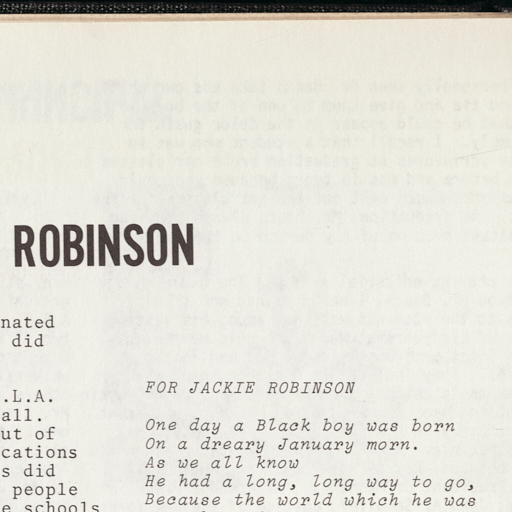 ROBINSON
nated
did
.L.A.
all.
ut of
cations
s did
people
e schools
FOR JACKIE ROBINSON
One day a Black boy was born
On a dreary January morn.
As we all know
He had a long, long way to go,
Because the world which he was